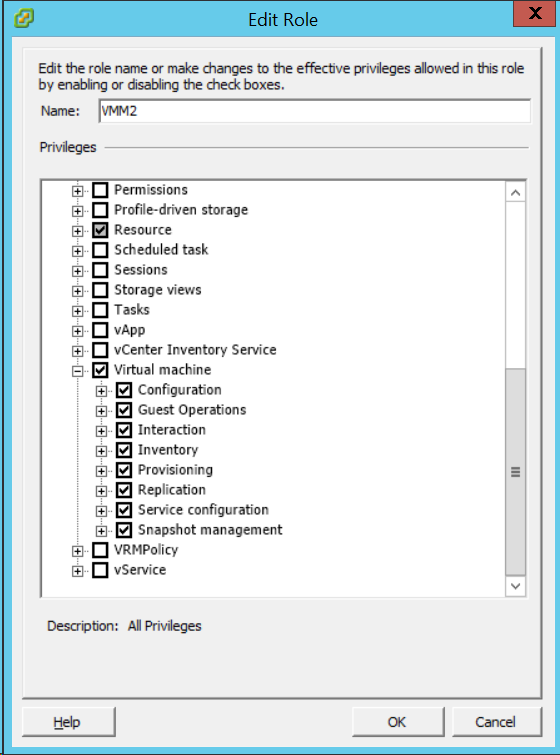 Edit Role
X
Edit the role name or make changes to the effective privileges allowed in this role
by enabling or disabling the check boxes.
Name: VMM2
Privileges
Permissions
Profile-driven storage
Resource
Scheduled task
Sessions
Storage views
Tasks
vApp
vCenter Inventory Service
Virtual machine
Configuration
Guest Operations
Interaction
Inventory
Provisioning
Replication
Service configuration
Snapshot management
VRMPolicy
vService
Description: All Privileges
Help OK Cancel